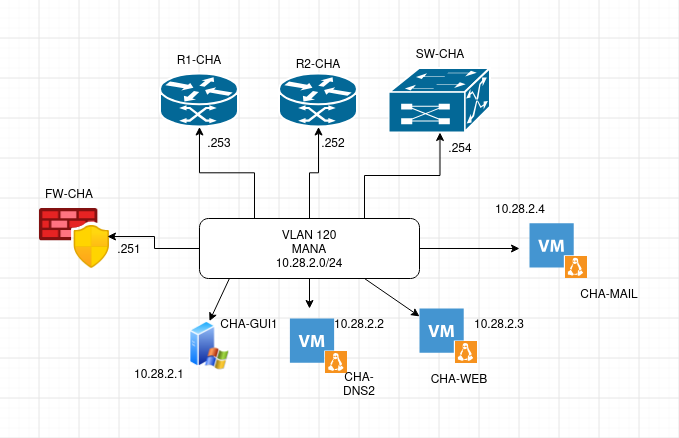 R1-CHA
R2-CHA
SW-CHA
.253
.252
.254
FW-CHA
.251
VLAN 120
MANA
10.28.2.0/24
10.28.2.4
VM
CHA-MAIL
CHA-GUI1
10.28.2.1
10.28.2.2
VM
CHA-
DNS2
10.28.2.3
VM
CHA-WEB